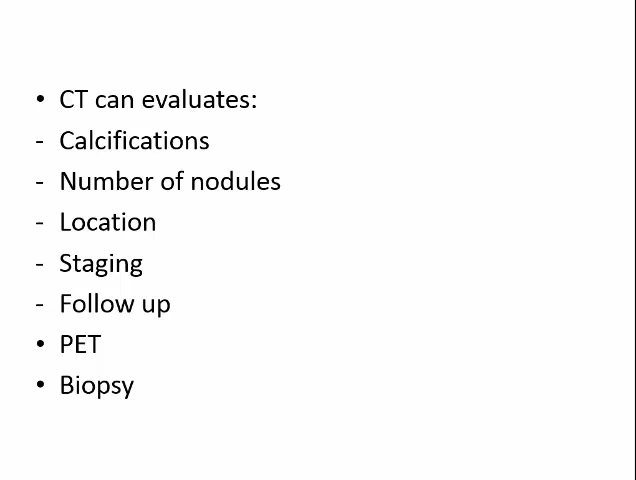 • CT can evaluates:
- Calcifications
- Number of nodules
- Location
- Staging
- Follow up
• PET
• Biopsy